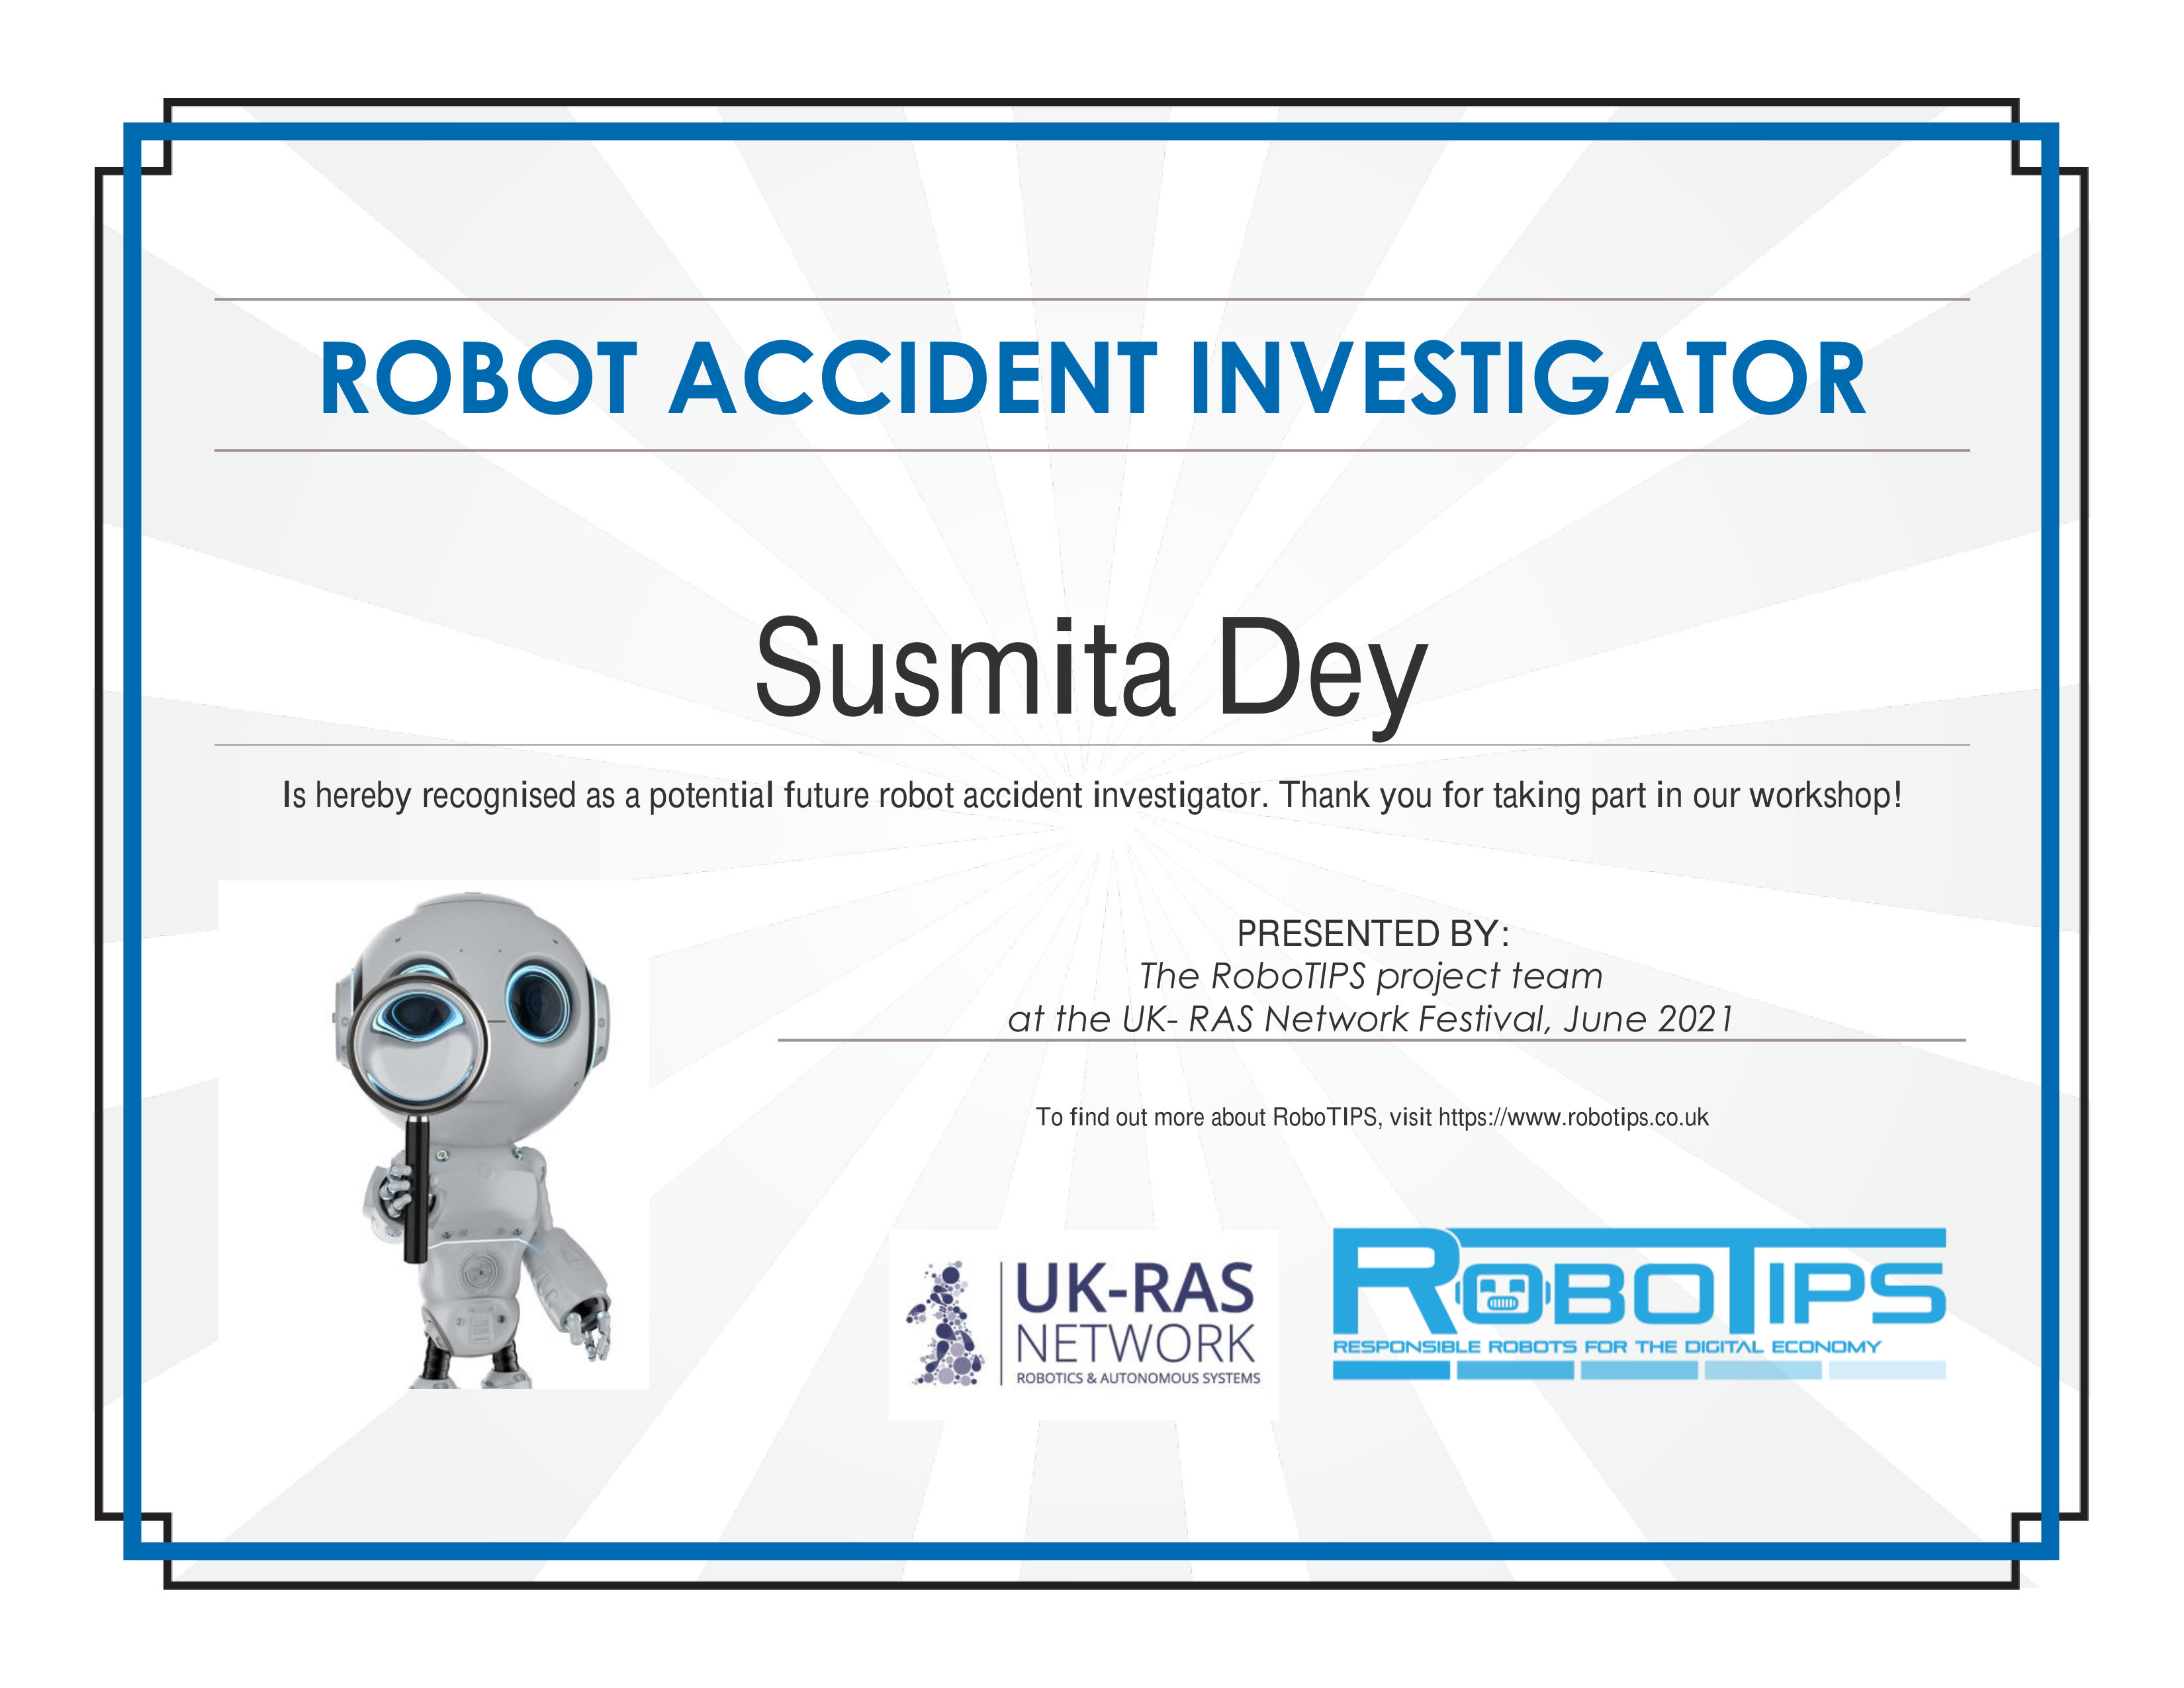 ROBOT ACCIDENT INVESTIGATOR
Susmita Dey
Is hereby recognised as a potential future robot accident investigator. Thank you for taking part in our workshop!
PRESENTED BY:
The RoboTIPS project team
at the UK- RAS Network Festival, June 2021
To find out more about RoboTIPS, visit https://www.robotips.co.uk
UK-RAS
NETWORK
ROBOTICS & AUTONOMOUS SYSTEMS
ROBOTIPS
RESPONSIBLE ROBOTS FOR THE DIGITAL ECONOMY